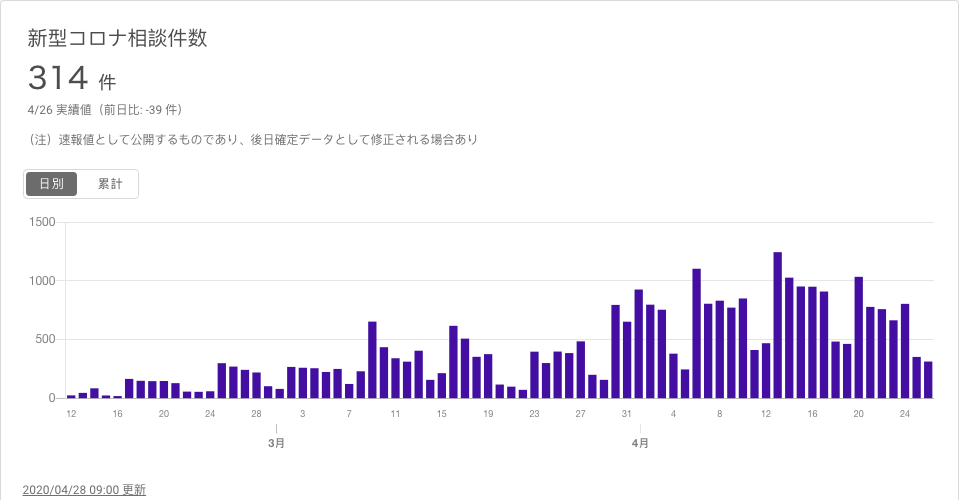 新型コロナ相談件数
314 件
4/26 実績値（前日比: -39 件）
（注）速報値として公開するものであり、後日確定データとして修正される場合あり
日別 累計
1500
1000
500
0
12 16 20 24 28 3 7 11 15 19 23 27 31 4 8 12 16 20 24
3月 4月
2020/04/28 09:00 更新